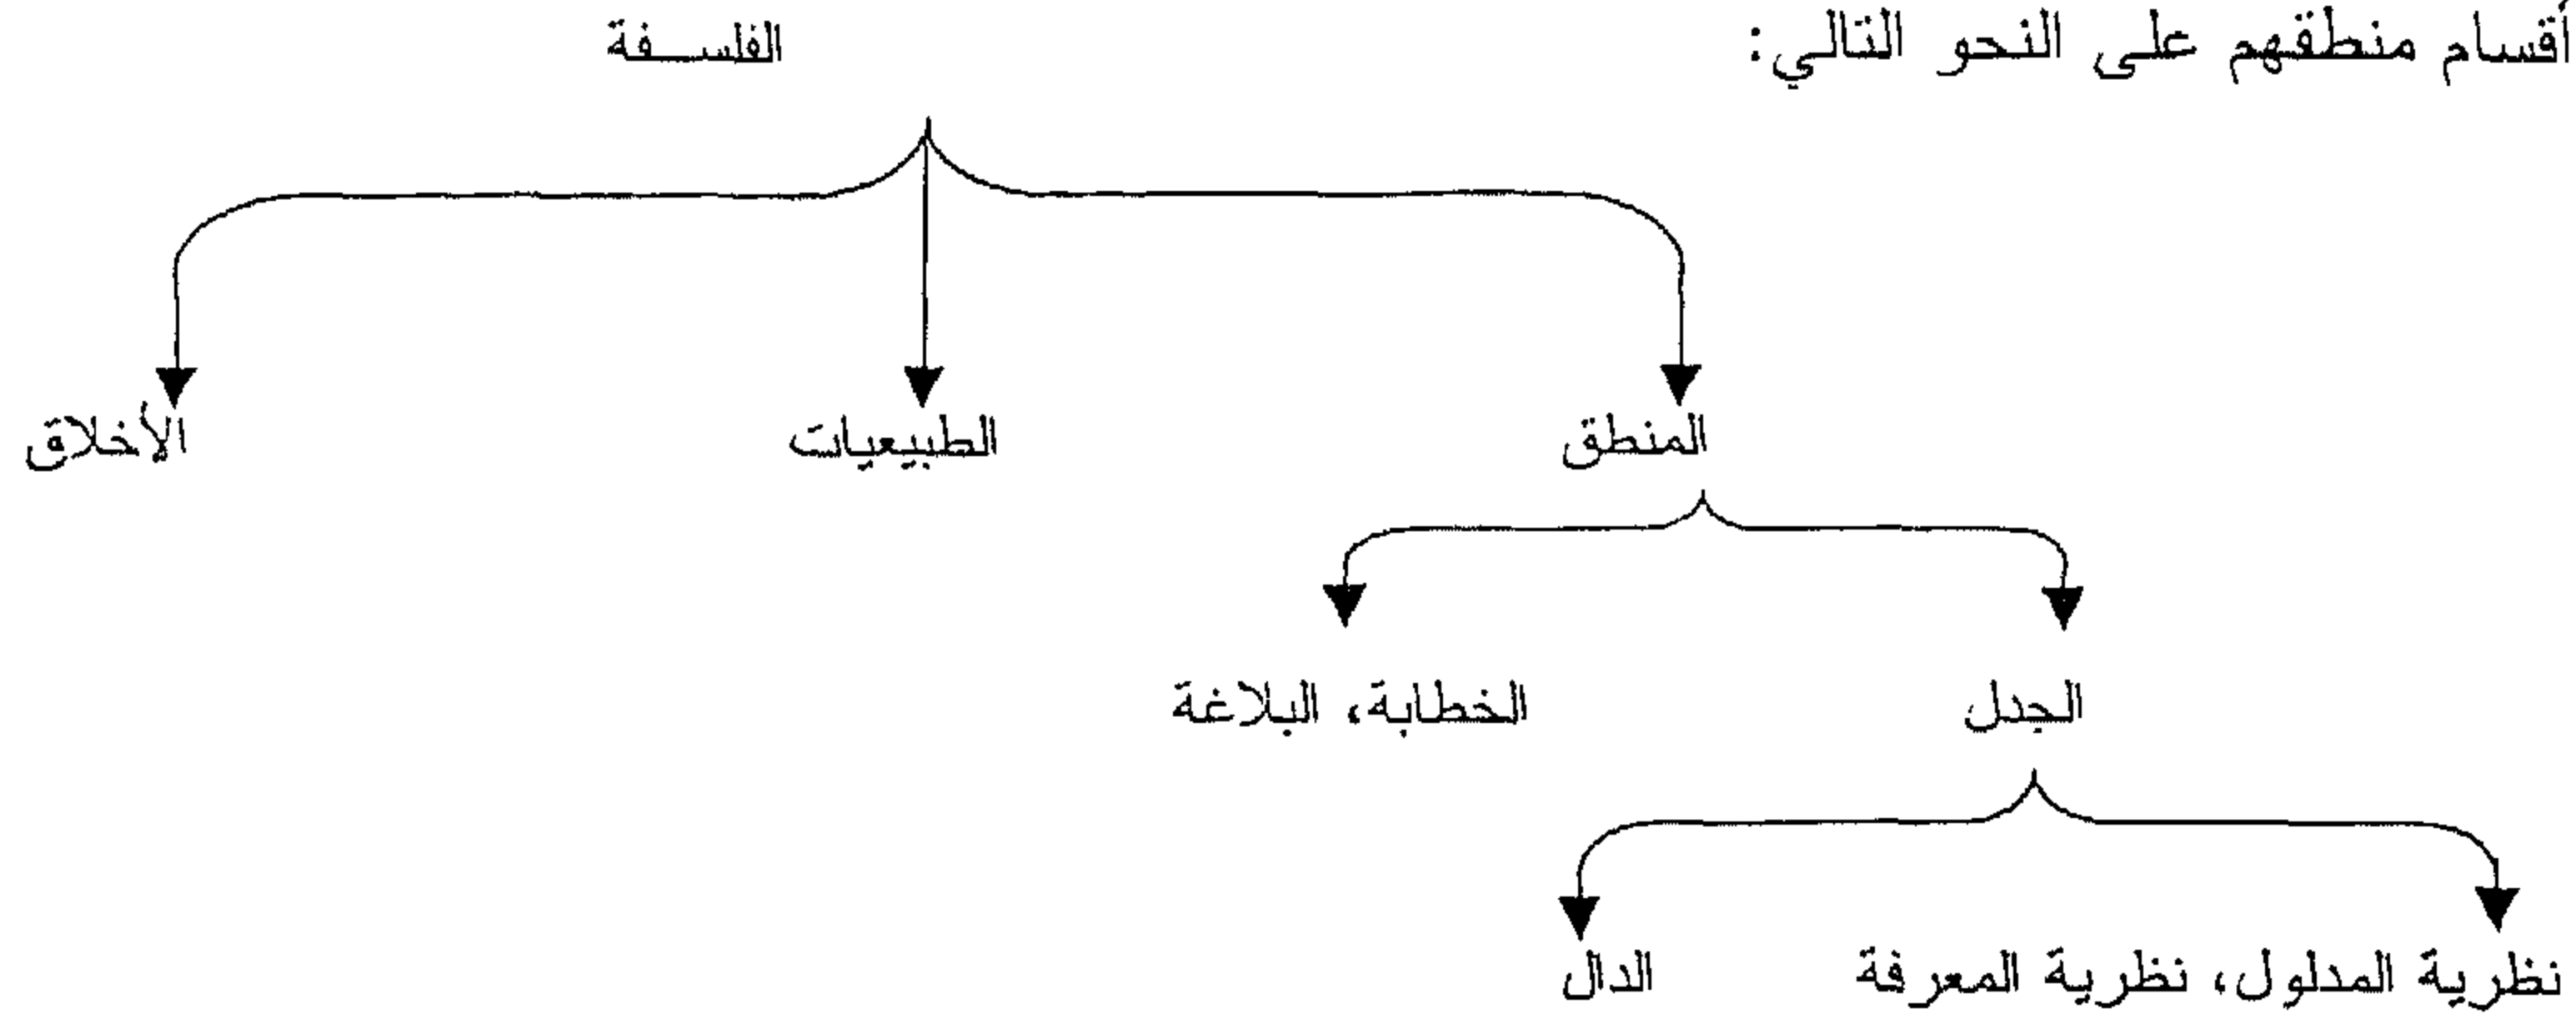 أقسام منطقهم على النحو التالي:
الفلسفة
المنطق
الطبيعيات
الأخلاق
الجدل
الخطابة، البلاغة
نظرية المدلول، نظرية المعرفة
الدال